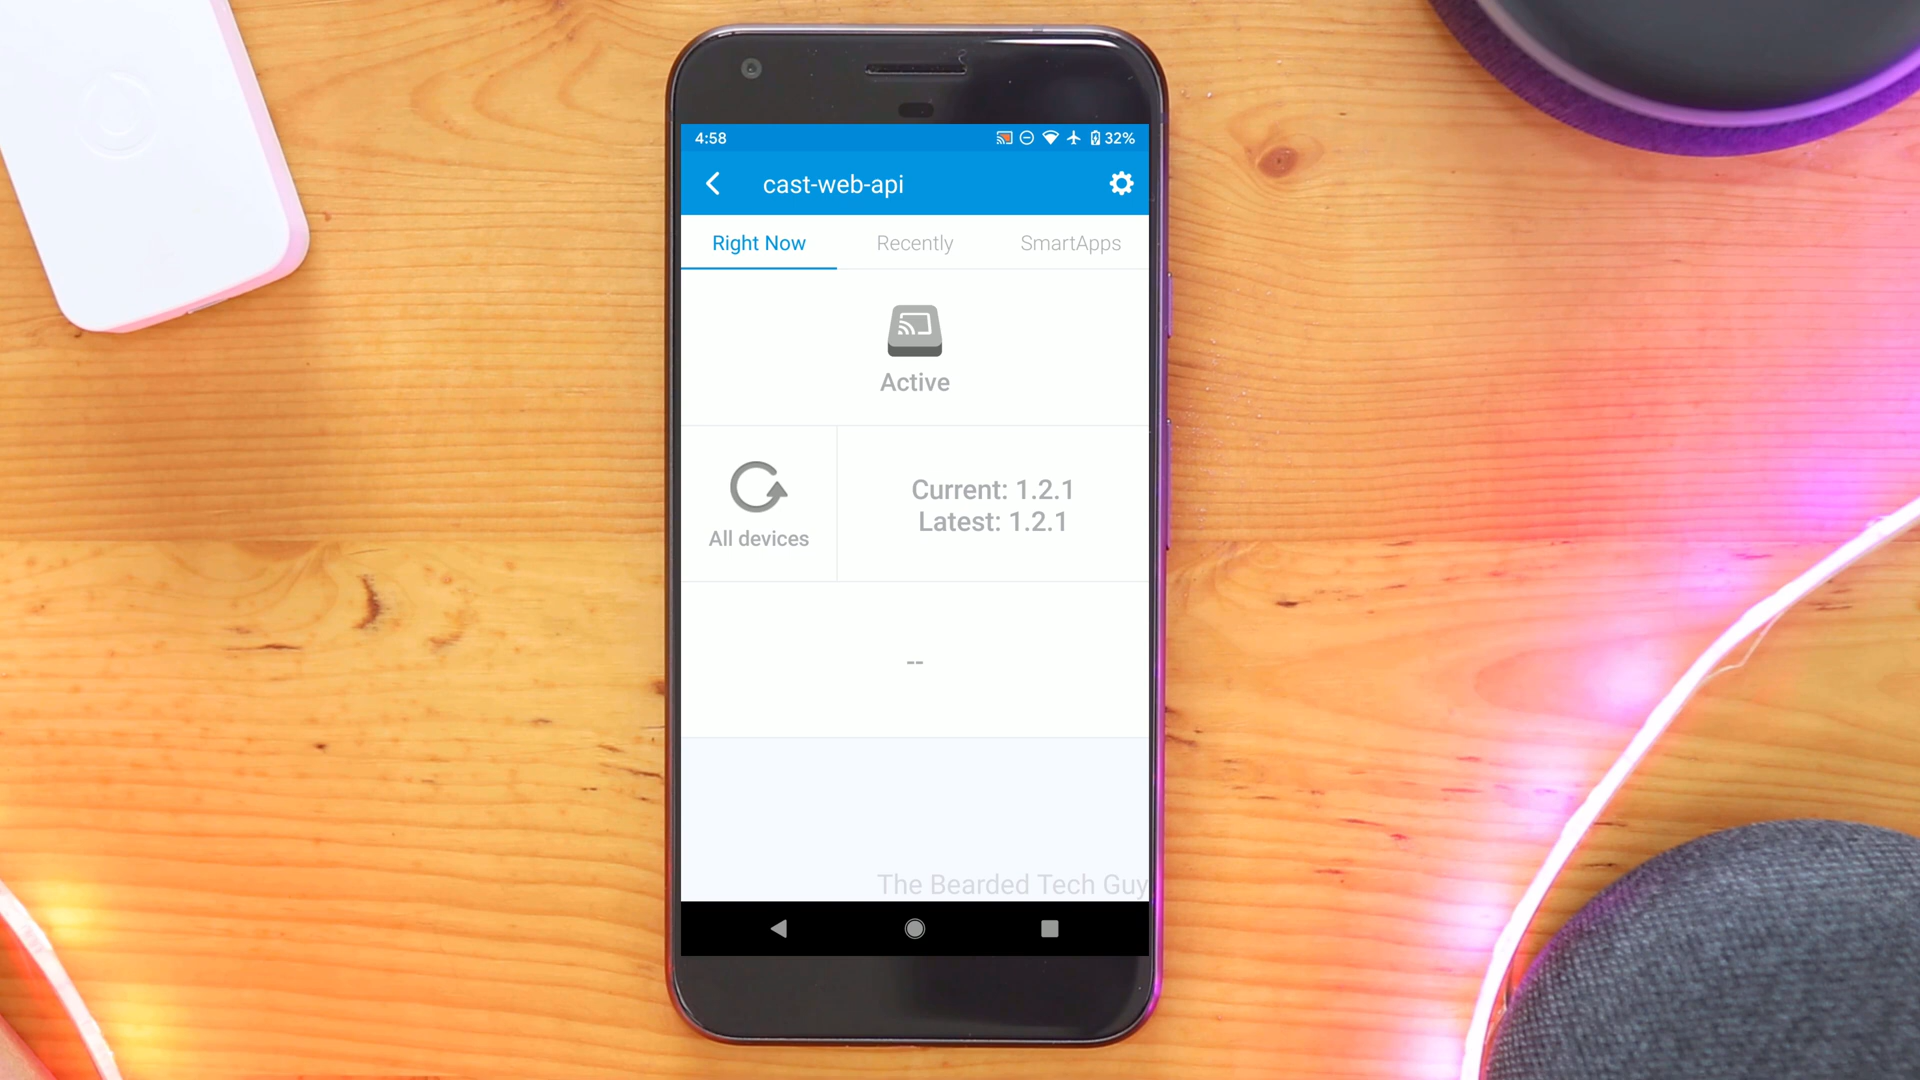 4:58
32%
cast-web-api
Right Now
Recently
SmartApps
Active
All devices
Current: 1.2.1
Latest: 1.2.1
--
The Bearded Tech Guy